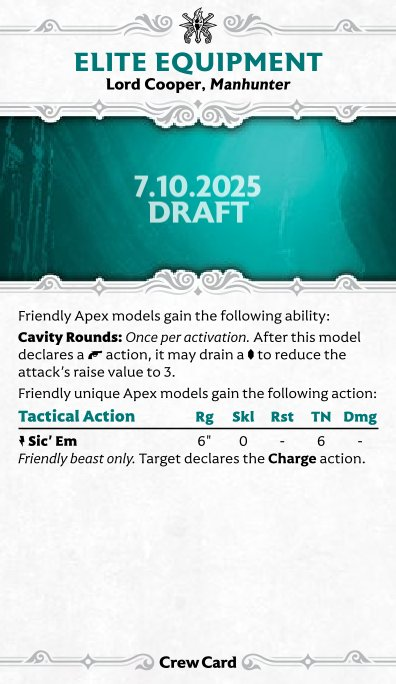 ELITE EQUIPMENT
Lord Cooper, Manhunter
7.10.2025
DRAFT
Friendly Apex models gain the following ability:
Cavity Rounds: Once per activation. After this model
declares a action, it may drain a to reduce the
attack's raise value to 3.
Friendly unique Apex models gain the following action:
Tactical Action Rg Skl Rst TN Dmg
Sic' Em 6" 0 - 6 -
Friendly beast only. Target declares the Charge action.
Crew Card